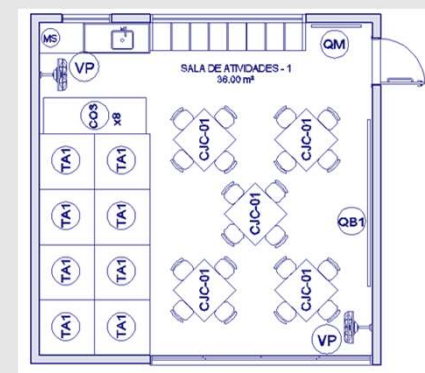 MS
QM
VP
SALA DE ATIVIDADES - 1
36.00 m²
CO3
x8
CJC-01
CJC-01
TA1
TA1
TA1
TA1
CJC-01
QB1
TA1
TA1
CJC-01
CJC-01
TA1
TA1
VP